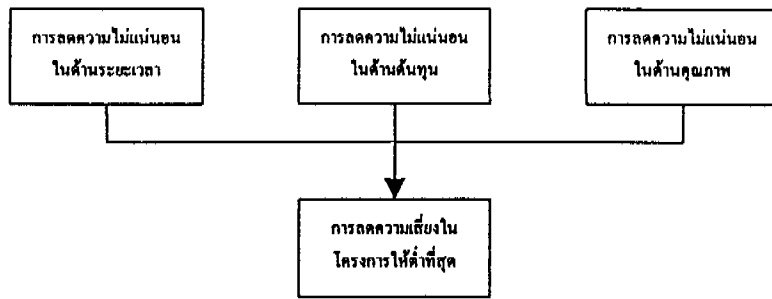 การลดความไม่แน่นอน
ในด้านระยะเวลา
การลดความไม่แน่นอน
ในด้านต้นทุน
การลดความไม่แน่นอน
ในด้านคุณภาพ
การลดความเสี่ยงใน
โครงการให้ต่ำที่สุด